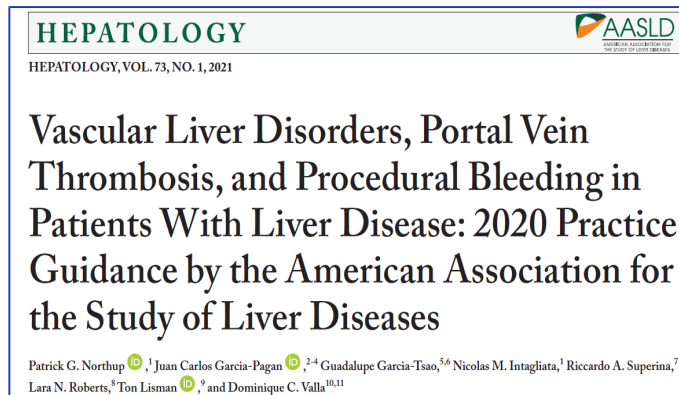 HEPATOLOGY
AASLD
AMERICAN ASSOCIATION FOR
THE STUDY OF LIVER DISEASES
HEPATOLOGY, VOL. 73, NO. 1, 2021
Vascular Liver Disorders, Portal Vein
Thrombosis, and Procedural Bleeding in
Patients With Liver Disease: 2020 Practice
Guidance by the American Association for
the Study of Liver Diseases
Patrick G. Northup iD ,¹ Juan Carlos Garcia-Pagan iD ,²⁻⁴ Guadalupe Garcia-Tsao,⁵,⁶ Nicolas M. Intagliata,¹ Riccardo A. Superina,⁷
Lara N. Roberts,⁸ Ton Lisman iD ,⁹ and Dominique C. Valla¹⁰,¹¹